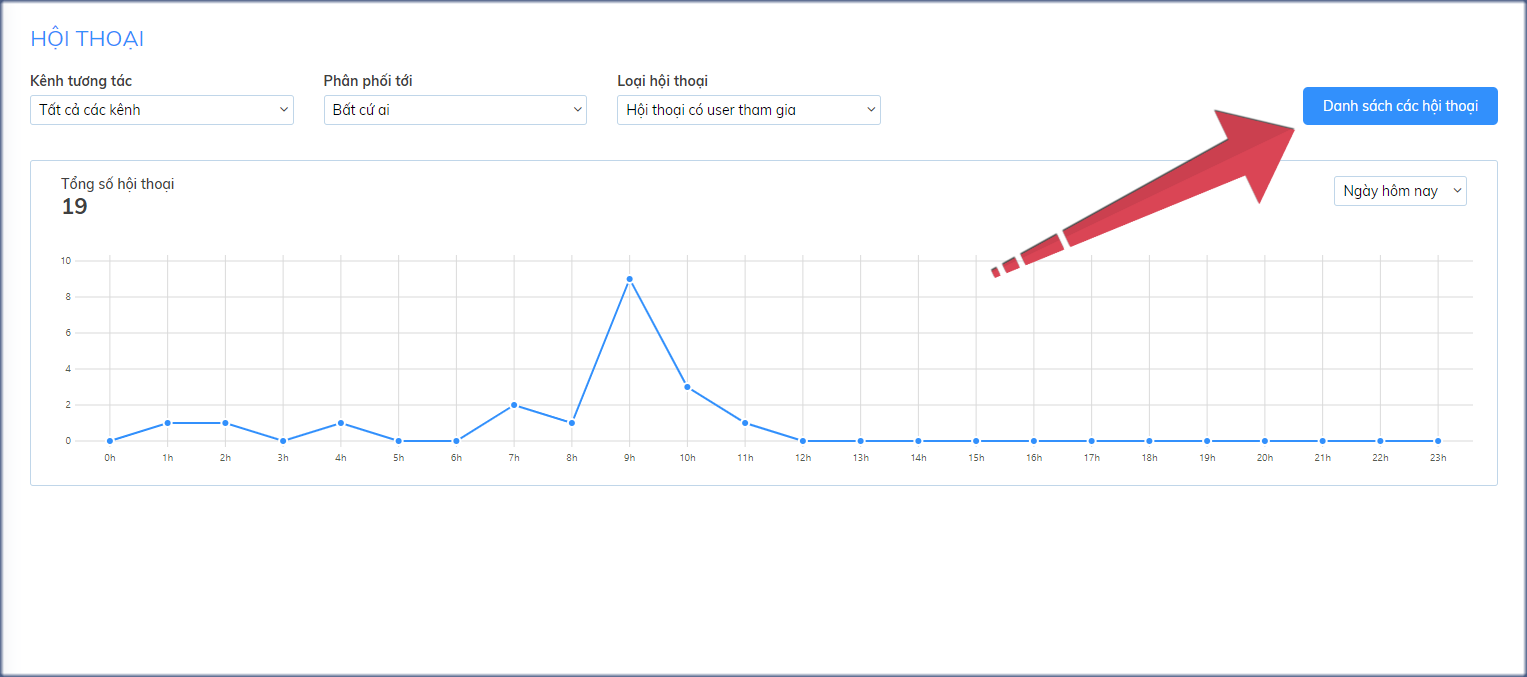 HỘI THOẠI
Kênh tương tác Phân phối tới Loại hội thoại
Tất cả các kênh Bất cứ ai Hội thoại có user tham gia Danh sách các hội thoại
Tổng số hội thoại Ngày hôm nay
19
10
8
6
4
2
0
0h 1h 2h 3h 4h 5h 6h 7h 8h 9h 10h 11h 12h 13h 14h 15h 16h 17h 18h 19h 20h 21h 22h 23h